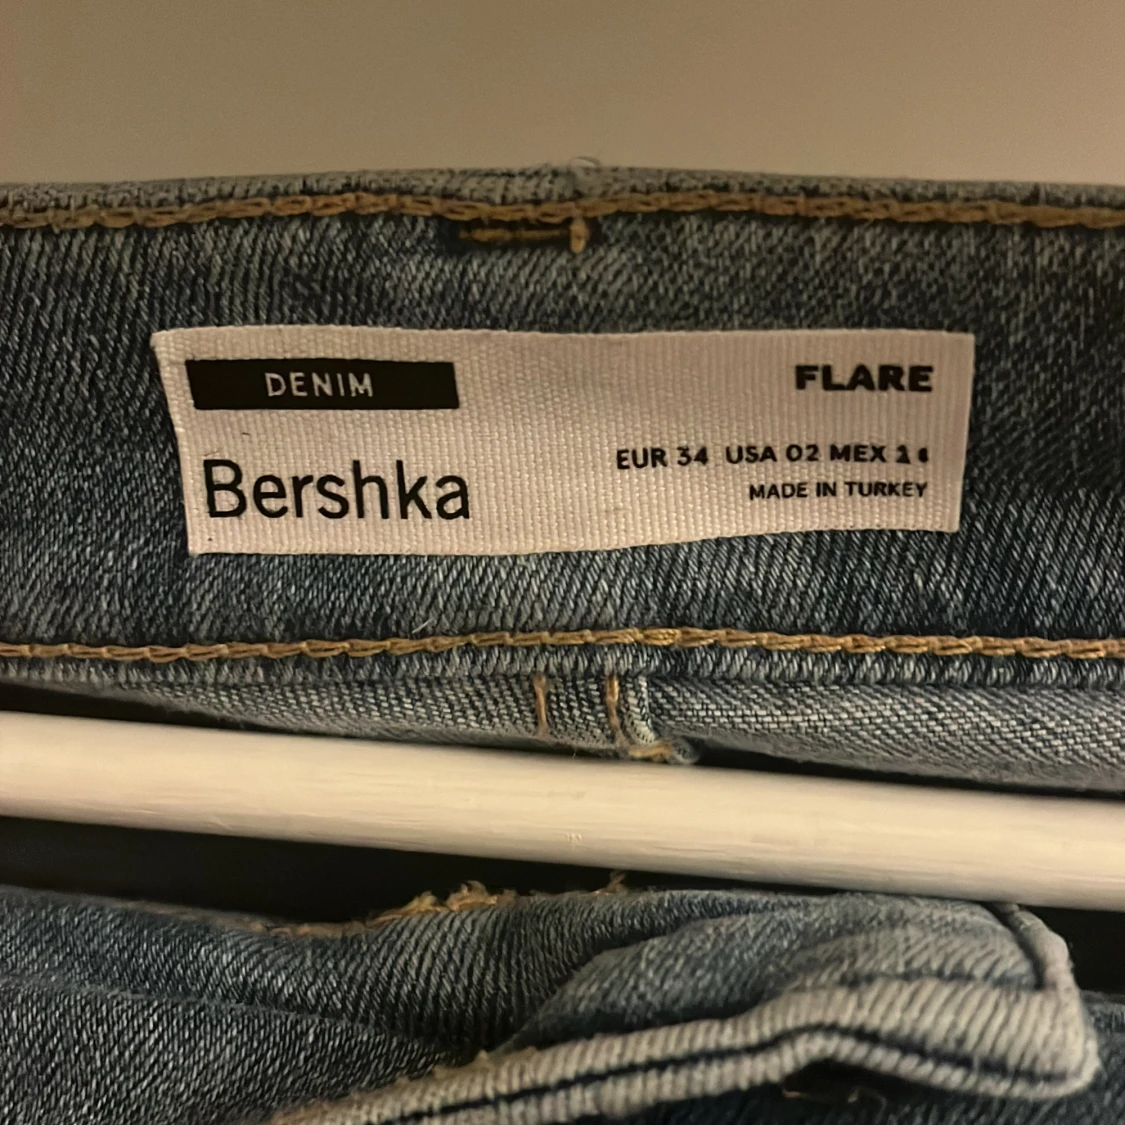 DENIM
FLARE
Bershka
EUR 34 USA 02 MEX
MADE IN TURKEY